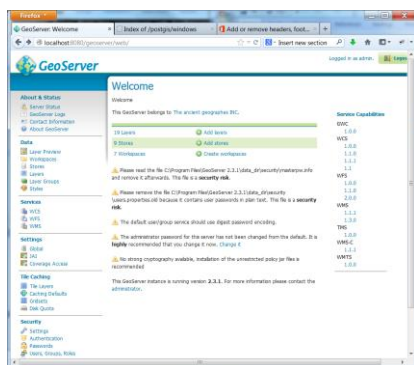 Firefox
GeoServer: Welcome
Index of /postgis/windows
Add or remove headers, foot...
localhost:8080/geoserver/web/
Insert new section
GeoServer
Logged in as admin.
Logout
Welcome
Welcome
The GeoServer belongs to The ancient geographes INC.
19 Layers
Add layers
9 Stores
Add stores
7 Workspaces
Create workspaces
Please read the file C:\Program Files\GeoServer 2.3.1\data_dir\security\masterpw.info
and remove it afterwards. This file is a security risk.
Please remove the file C:\Program Files\GeoServer 2.3.1\data_dir\security
\users.properties.old because it contains user passwords in plain text. This file is a security
risk.
The default user/group service should use digest password encoding.
The administrator password for the server has not been changed from the default. It is
highly recommended that you change it now. Change it
No strong cryptography available, installation of the unrestricted policy jar files is
recommended
The GeoServer instance is running version 2.3.1. For more information please contact the
administrator.
About & Status
Server Status
GeoServer Logs
Contact Information
About GeoServer
Data
Layer Preview
Workspaces
Stores
Layers
Layer Groups
Styles
Services
WCS
WFS
WMS
Settings
Global
JAI
Coverage Access
Tile Caching
Tile Layers
Caching Defaults
Gridsets
Disk Quota
Security
Settings
Authentication
Passwords
Users, Groups, Roles
Service Capabilities
GWC
1.0.0
WCS
1.0.0
1.1.0
1.1.1
1.1
WFS
1.0.0
1.1.0
2.0.0
WMS
1.1.1
1.3.0
TMS
1.0.0
WMS-C
1.1.1
WMTS
1.0.0